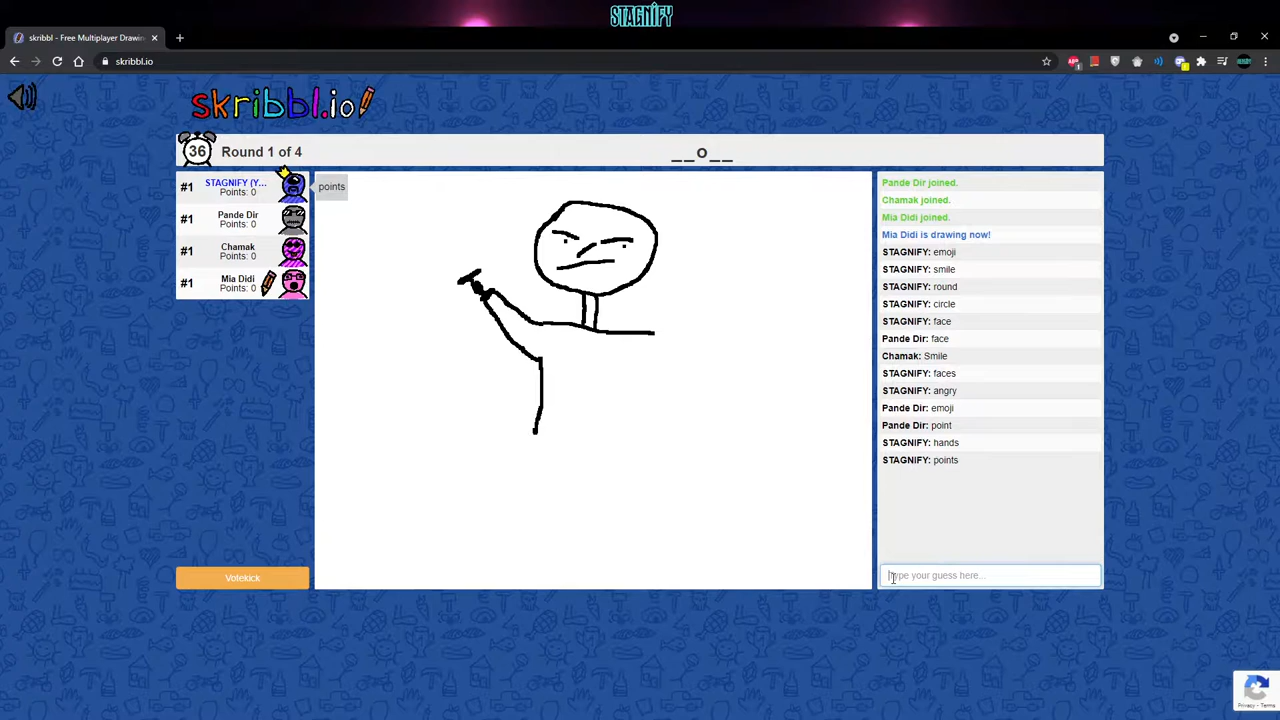 STAGNIFY
skribbl - Free Multiplayer Drawin
skribbl.io
skribbl.io
36
Round 1 of 4
__o__
#1
STAGNIFY (Y...
Points: 0
#1
Pande Dir
Points: 0
#1
Chamak
Points: 0
#1
Mia Didi
Points: 0
points
Votekick
Pande Dir joined.
Chamak joined.
Mia Didi joined.
Mia Didi is drawing now!
STAGNIFY: emoji
STAGNIFY: smile
STAGNIFY: round
STAGNIFY: circle
STAGNIFY: face
Pande Dir: face
Chamak: Smile
STAGNIFY: faces
STAGNIFY: angry
Pande Dir: emoji
Pande Dir: point
STAGNIFY: hands
STAGNIFY: points
Type your guess here...
Privacy - Terms